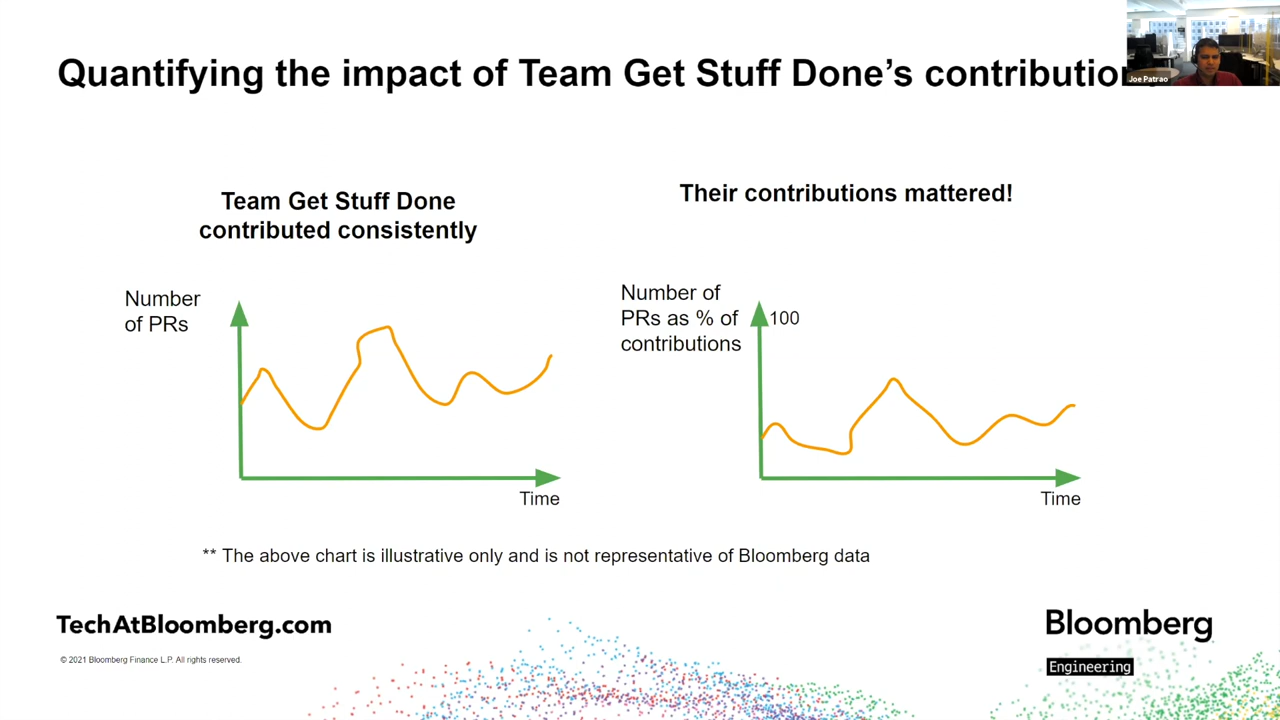 Quantifying the impact of Team Get Stuff Done's contribution
Joe Patrao
Team Get Stuff Done
contributed consistently
Their contributions mattered!
Number
of PRs
Time
Number of
PRs as % of
contributions
100
Time
** The above chart is illustrative only and is not representative of Bloomberg data
TechAtBloomberg.com
© 2021 Bloomberg Finance L.P. All rights reserved.
Bloomberg
Engineering